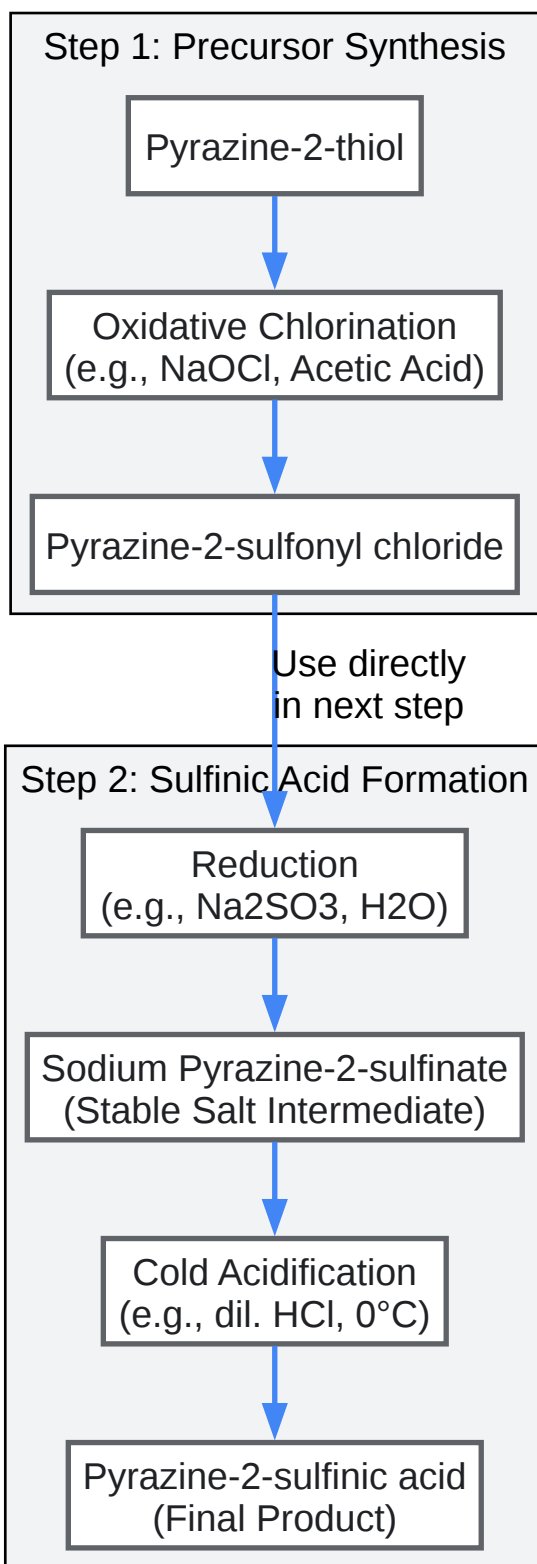 Step 1: Precursor Synthesis
Pyrazine-2-thiol
Oxidative Chlorination
(e.g., NaOCl, Acetic Acid)
Pyrazine-2-sulfonyl chloride
Use directly
in next step
Step 2: Sulfinic Acid Formation
Reduction
(e.g., Na2SO3, H2O)
Sodium Pyrazine-2-sulfinate
(Stable Salt Intermediate)
Cold Acidification
(e.g., dil. HCl, 0°C)
Pyrazine-2-sulfinic acid
(Final Product)